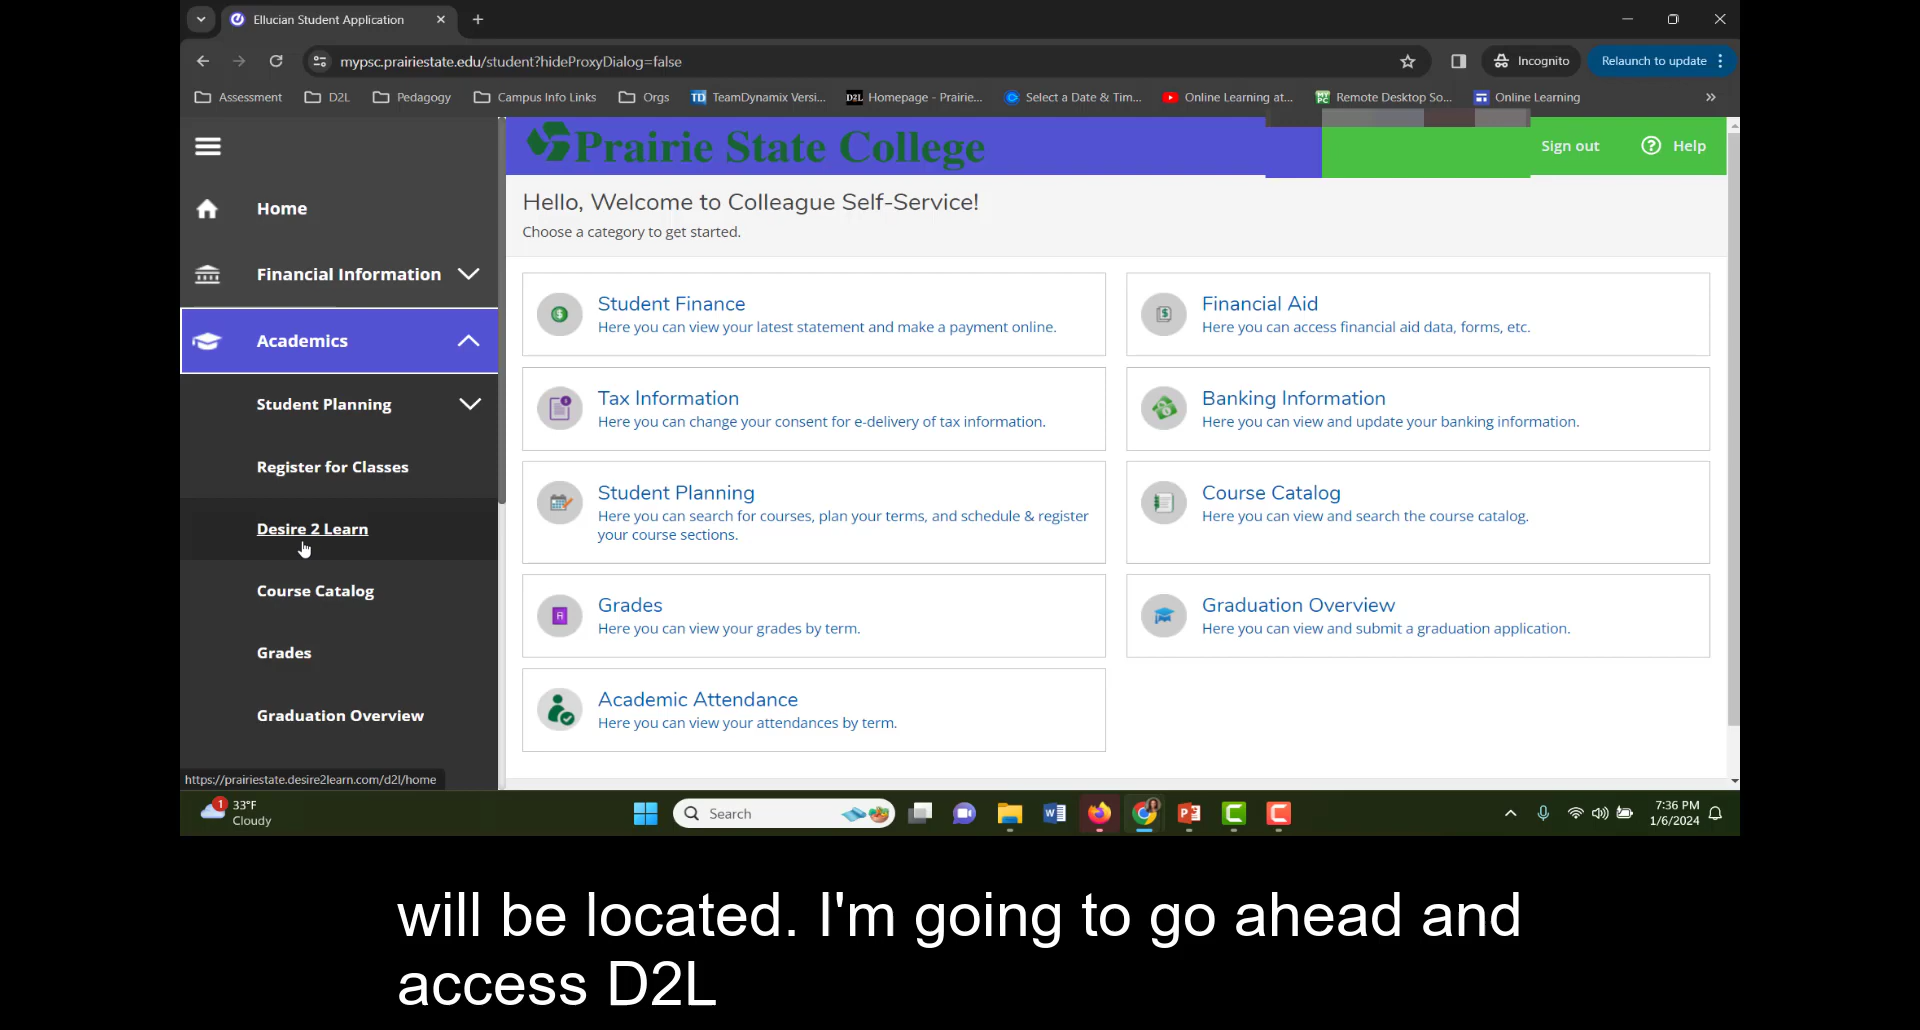 Ellucian Student Application
mypsc.prairiestate.edu/student?hideProxyDialog=false
Incognito
Relaunch to update
Assessment
D2L
Pedagogy
Campus Info Links
Orgs
TD TeamDynamix Versi...
D2L Homepage - Prairie...
Select a Date & Tim...
Online Learning at...
MY PC Remote Desktop So...
Online Learning
Prairie State College
Sign out
Help
Home
Financial Information
Academics
Student Planning
Register for Classes
Desire 2 Learn
Course Catalog
Grades
Graduation Overview
https://prairiestate.desire2learn.com/d2l/home
Hello, Welcome to Colleague Self-Service!
Choose a category to get started.
Student Finance
Here you can view your latest statement and make a payment online.
Financial Aid
Here you can access financial aid data, forms, etc.
Tax Information
Here you can change your consent for e-delivery of tax information.
Banking Information
Here you can view and update your banking information.
Student Planning
Here you can search for courses, plan your terms, and schedule & register
your course sections.
Course Catalog
Here you can view and search the course catalog.
Grades
Here you can view your grades by term.
Graduation Overview
Here you can view and submit a graduation application.
Academic Attendance
Here you can view your attendances by term.
1
33°F
Cloudy
Search
7:36 PM
1/6/2024
will be located. I'm going to go ahead and
access D2L